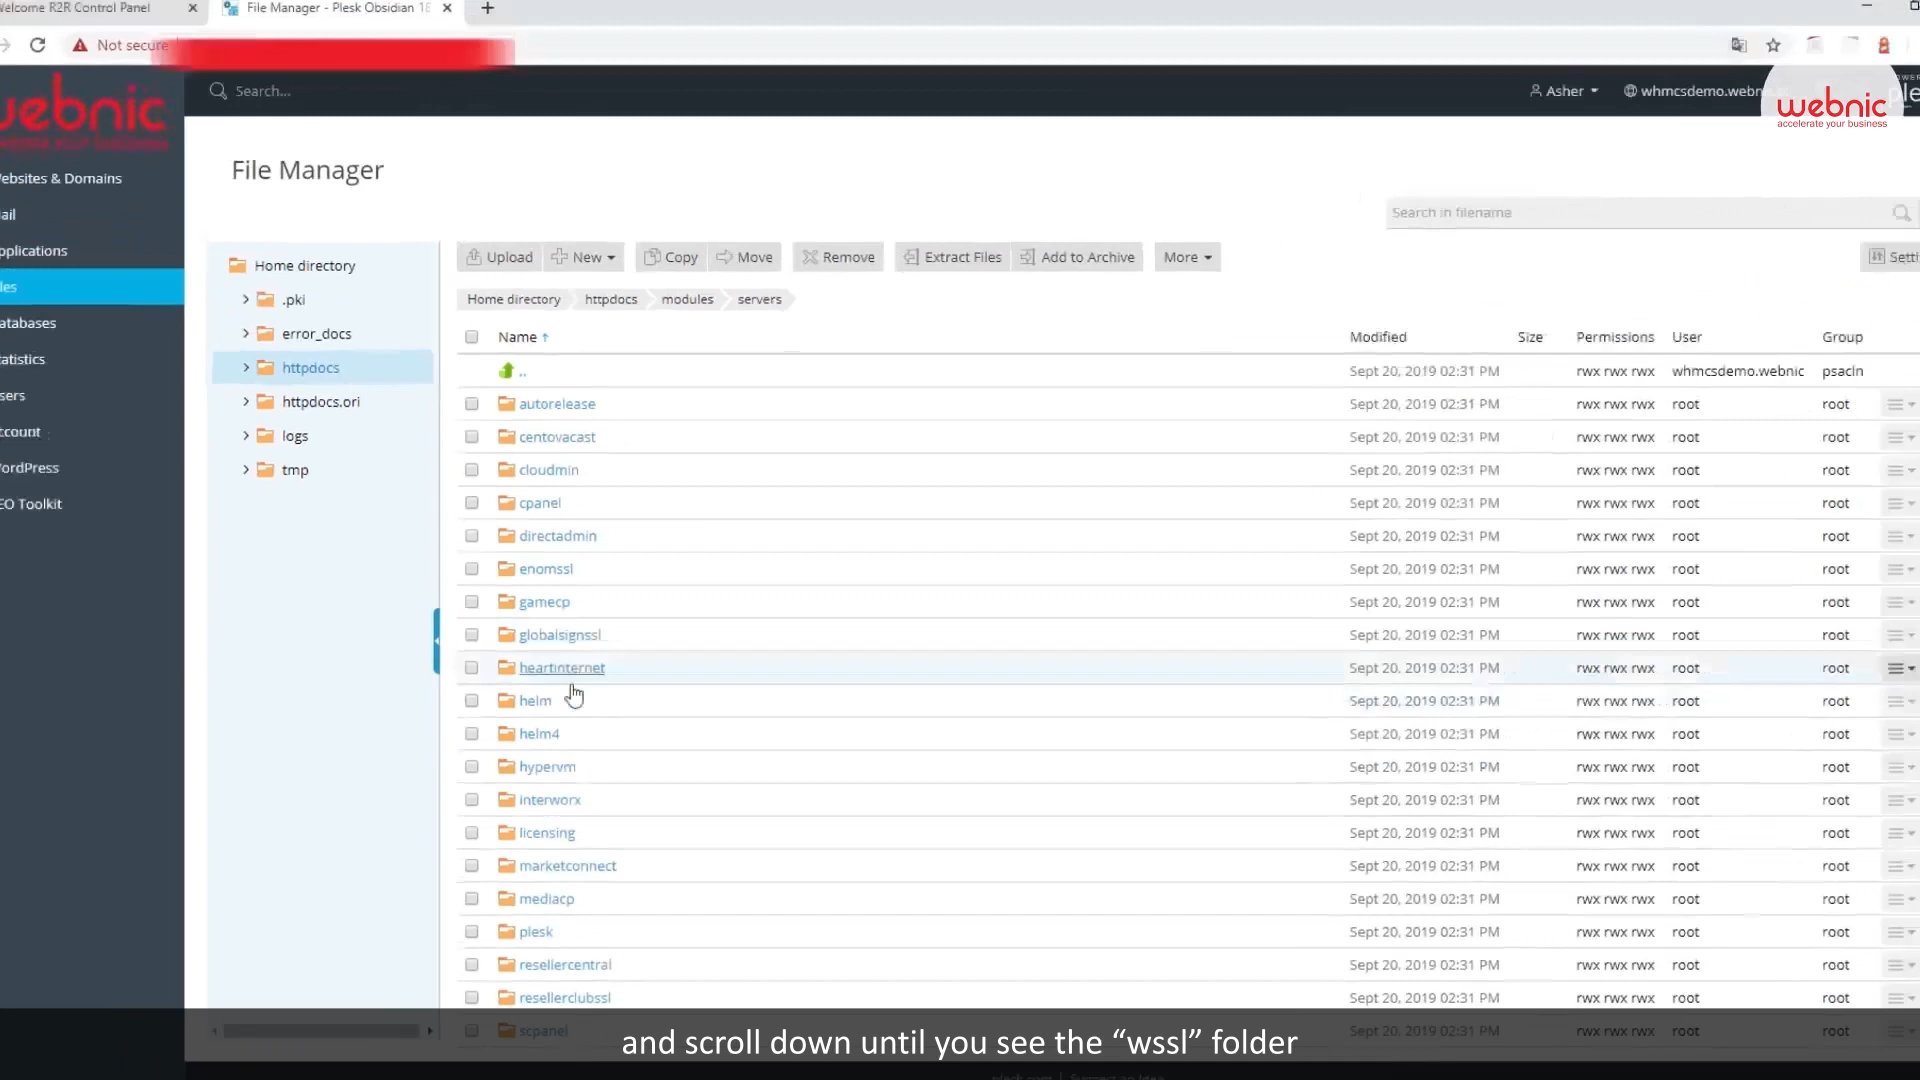 Welcome R2R Control Panel
File Manager - Plesk Obsidian 18
Not secure
Search...
Asher
whmcsdemo.webnic
webnic
accelerate your business
webnic
Websites & Domains
Mail
Applications
Files
Databases
Statistics
Users
Account
WordPress
SEO Toolkit
File Manager
Search in filename
Home directory
.pki
error_docs
httpdocs
httpdocs.ori
logs
tmp
Upload New Copy Move Remove Extract Files Add to Archive More
Home directory httpdocs modules servers
Name Modified Size Permissions User Group
.. Sept 20, 2019 02:31 PM rwx rwx rwx whmcsdemo.webnic psacln
autorelease Sept 20, 2019 02:31 PM rwx rwx rwx root root
centovacast Sept 20, 2019 02:31 PM rwx rwx rwx root root
cloudmin Sept 20, 2019 02:31 PM rwx rwx rwx root root
cpanel Sept 20, 2019 02:31 PM rwx rwx rwx root root
directadmin Sept 20, 2019 02:31 PM rwx rwx rwx root root
enomssl Sept 20, 2019 02:31 PM rwx rwx rwx root root
gamecp Sept 20, 2019 02:31 PM rwx rwx rwx root root
globalsignssl Sept 20, 2019 02:31 PM rwx rwx rwx root root
heartinternet Sept 20, 2019 02:31 PM rwx rwx rwx root root
helm Sept 20, 2019 02:31 PM rwx rwx rwx root root
helm4 Sept 20, 2019 02:31 PM rwx rwx rwx root root
hypervm Sept 20, 2019 02:31 PM rwx rwx rwx root root
interworx Sept 20, 2019 02:31 PM rwx rwx rwx root root
licensing Sept 20, 2019 02:31 PM rwx rwx rwx root root
marketconnect Sept 20, 2019 02:31 PM rwx rwx rwx root root
mediacp Sept 20, 2019 02:31 PM rwx rwx rwx root root
plesk Sept 20, 2019 02:31 PM rwx rwx rwx root root
resellercentral Sept 20, 2019 02:31 PM rwx rwx rwx root root
resellerclubssl Sept 20, 2019 02:31 PM rwx rwx rwx root root
scpanel Sept 20, 2019 02:31 PM rwx rwx rwx root root
and scroll down until you see the “wssl” folder